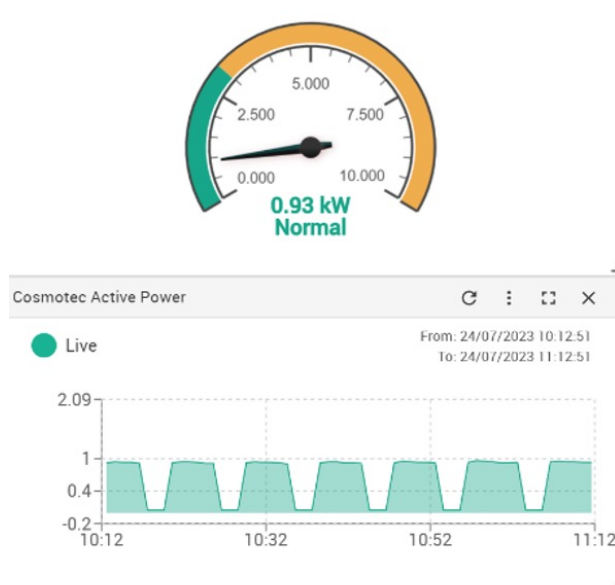 5.000
2.500
7.500
0.000
10.000
0.93 kW
Normal
Cosmotec Active Power
Live
From: 24/07/2023 10:12:51
To: 24/07/2023 11:12:51
2.09
1
0.4
-0.2
10:12
10:32
10:52
11:12